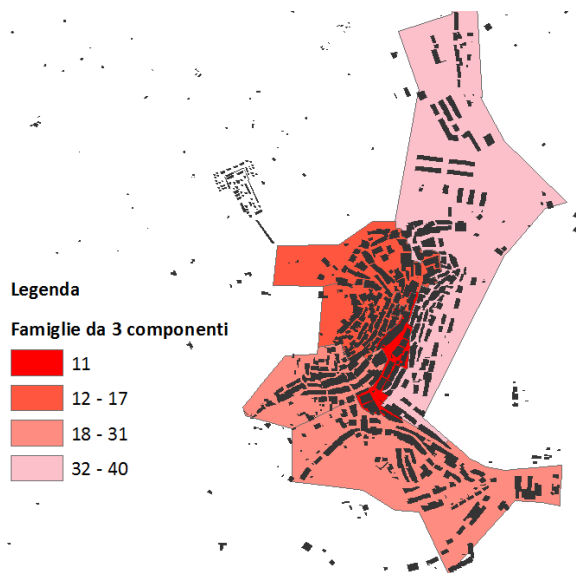 Legenda
Famiglie da 3 componenti
11
12 - 17
18 - 31
32 - 40